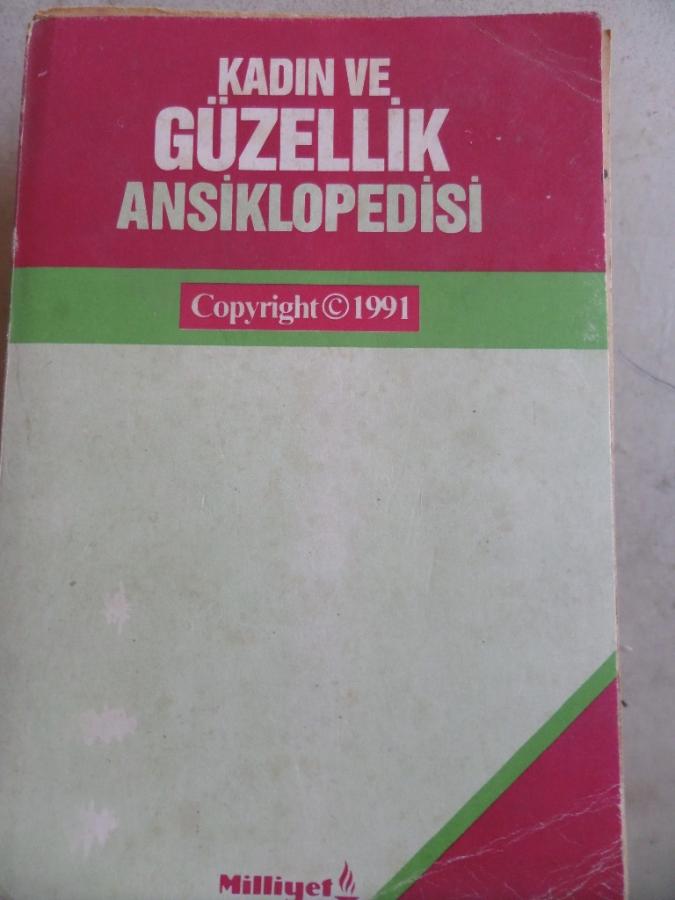 KADIN VE
GÜZELLİK
ANSİKLOPEDİSİ
Copyright©1991
Milliyet